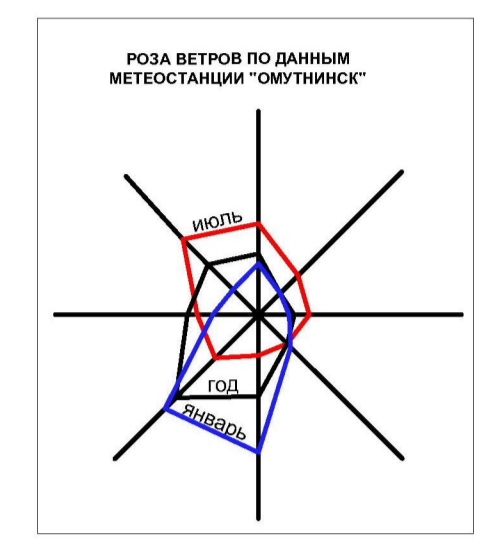 РОЗА ВЕТРОВ ПО ДАННЫМ
МЕТЕОСТАНЦИИ "ОМУТНИНСК"
ИЮЛЬ
ГОД
ЯНВАРЬ